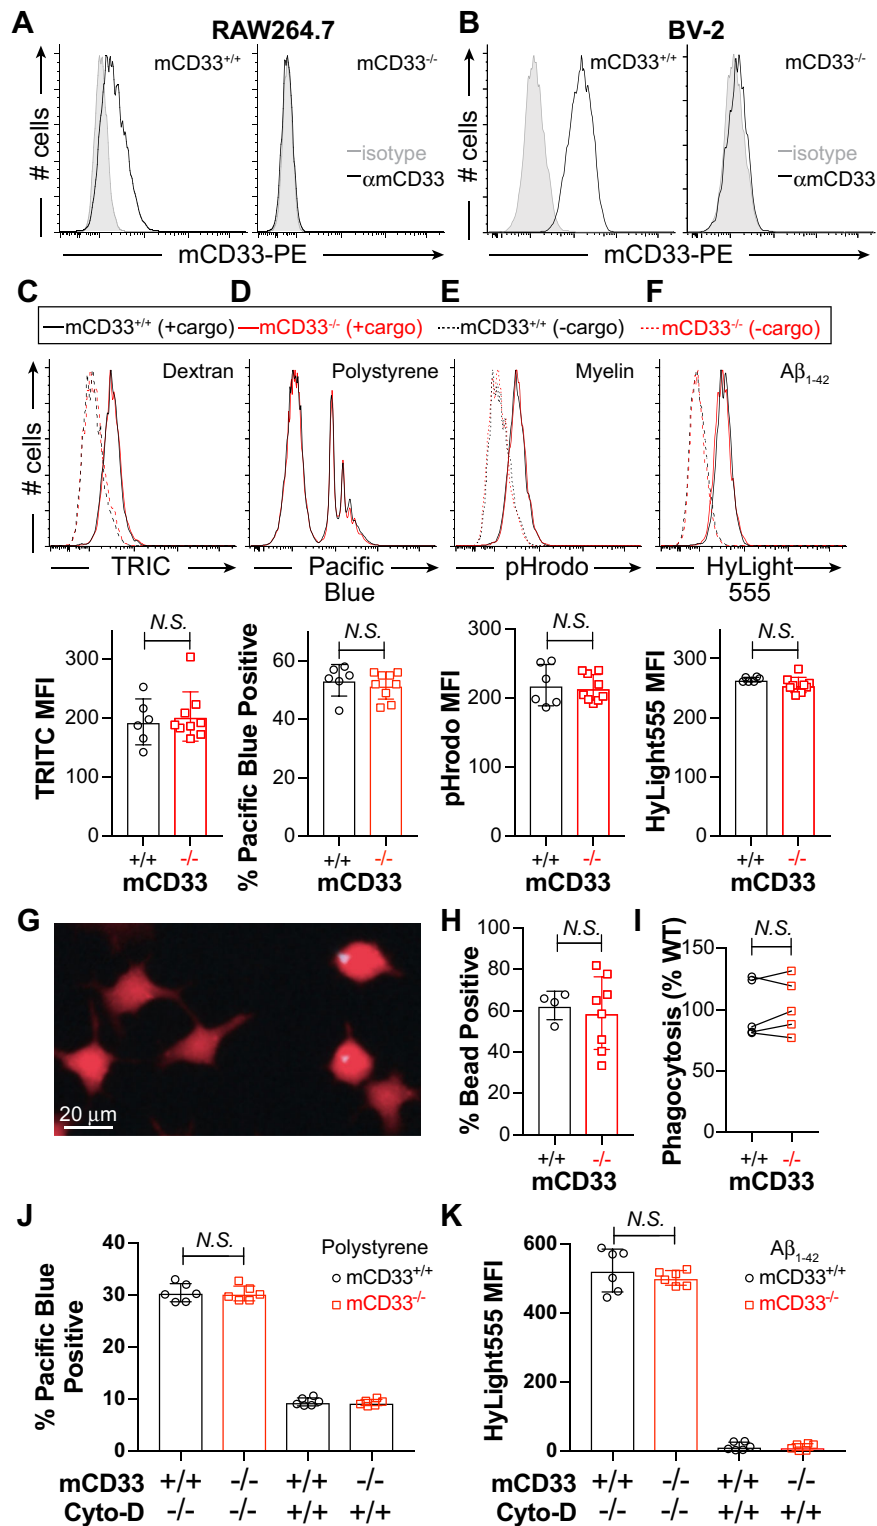 A RAW264.7
mCD33+/+ mCD33-/-
isotype
αmCD33
# cells
mCD33-PE
B BV-2
mCD33+/+ mCD33-/-
isotype
αmCD33
# cells
mCD33-PE
C D E F
mCD33+/+ (+cargo) mCD33-/- (+cargo) mCD33+/+ (-cargo) mCD33-/- (-cargo)
Dextran Polystyrene Myelin Aβ1-42
# cells
TRIC Pacific Blue pHrodo HyLight 555
N.S.
TRITC MFI
300
200
100
0
+/+ -/-
mCD33
N.S.
% Pacific Blue Positive
60
40
20
0
+/+ -/-
mCD33
N.S.
pHrodo MFI
300
200
100
0
+/+ -/-
mCD33
N.S.
HyLight555 MFI
300
200
100
0
+/+ -/-
mCD33
G
20 μm
H
N.S.
% Bead Positive
100
80
60
40
20
0
+/+ -/-
mCD33
I
N.S.
Phagocytosis (% WT)
150
100
50
0
+/+ -/-
mCD33
J
N.S.
Polystyrene
mCD33+/+
mCD33-/-
% Pacific Blue
Positive
40
30
20
10
0
mCD33 +/+ -/- +/+ -/-
Cyto-D -/- -/- +/+ +/+
K
N.S.
Aβ1-42
mCD33+/+
mCD33-/-
HyLight555 MFI
600
400
200
0
mCD33 +/+ -/- +/+ -/-
Cyto-D -/- -/- +/+ +/+